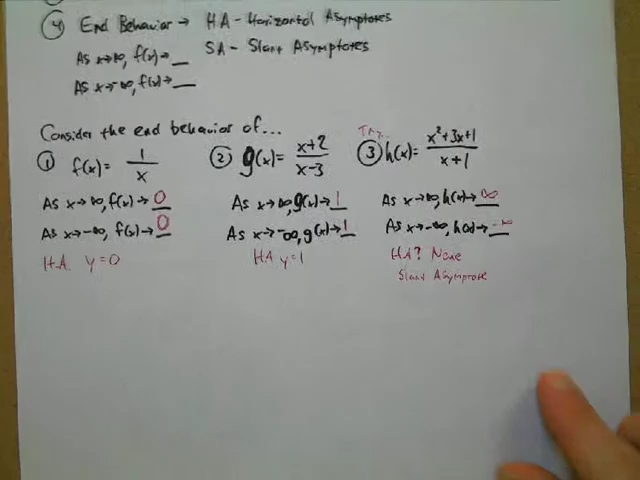 ④ End Behavior → HA - Horizontal Asymptotes
SA - Slant Asymptotes
As x→∞, f(x)→ __
As x→-∞, f(x)→ __
Consider the end behavior of...
① f(x) = 1/x
As x→∞, f(x)→ 0
As x→-∞, f(x)→ 0
H.A. y=0
② g(x) = (x+2)/(x-3)
As x→∞, g(x)→ 1
As x→-∞, g(x)→ 1
HA y=1
Try.
③ h(x) = (x²+3x+1)/(x+1)
As x→∞, h(x)→ ∞
As x→-∞, h(x)→ -∞
HA? None
Slant Asymptote